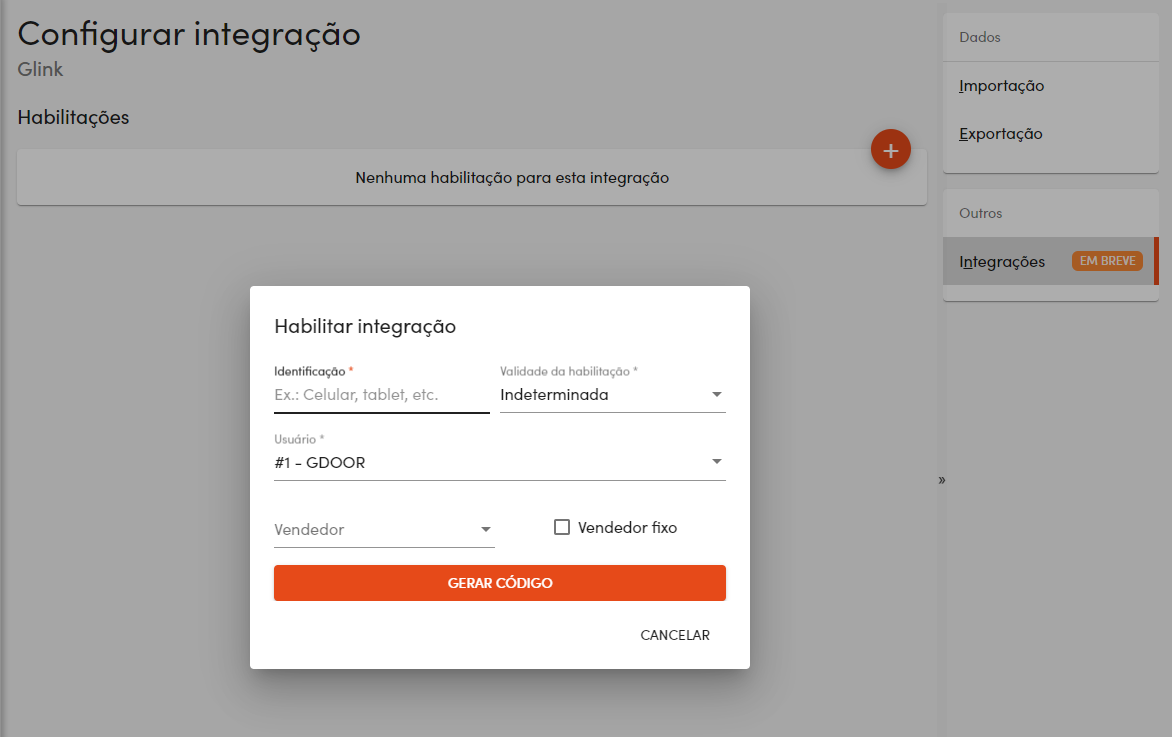 Configurar integração
Glink
Habilitações
+
Nenhuma habilitação para esta integração
Dados
Importação
Exportação
Outros
Integrações EM BREVE
»
Habilitar integração
Identificação * Validade da habilitação *
Ex.: Celular, tablet, etc. Indeterminada
Usuário *
#1 - GDOOR
Vendedor Vendedor fixo
GERAR CÓDIGO
CANCELAR